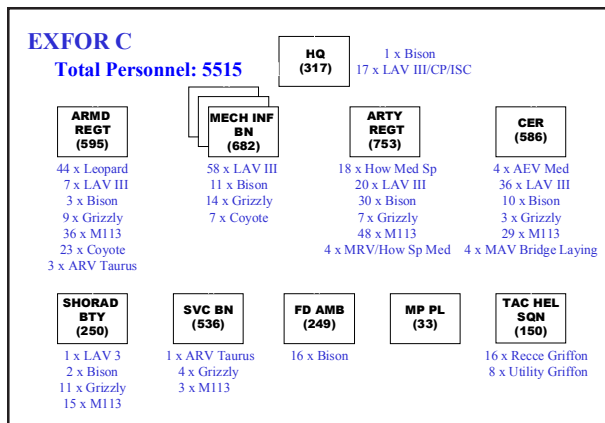 EXFOR C
Total Personnel: 5515
HQ
(317)
1 x Bison
17 x LAV III/CP/ISC
ARMD
REGT
(595)
44 x Leopard
7 x LAV III
3 x Bison
9 x Grizzly
36 x M113
23 x Coyote
3 x ARV Taurus
MECH INF
BN
(682)
58 x LAV III
11 x Bison
14 x Grizzly
7 x Coyote
ARTY
REGT
(753)
18 x How Med Sp
20 x LAV III
30 x Bison
7 x Grizzly
48 x M113
4 x MRV/How Sp Med
CER
(586)
4 x AEV Med
36 x LAV III
10 x Bison
3 x Grizzly
29 x M113
4 x MAV Bridge Laying
SHORAD
BTY
(250)
1 x LAV 3
2 x Bison
11 x Grizzly
15 x M113
SVC BN
(536)
1 x ARV Taurus
4 x Grizzly
3 x M113
FD AMB
(249)
16 x Bison
MP PL
(33)
TAC HEL
SQN
(150)
16 x Recce Griffon
8 x Utility Griffon